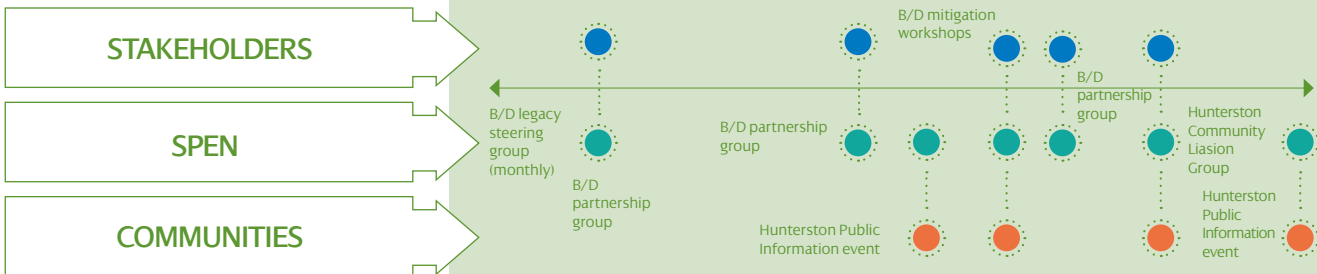 STAKEHOLDERS
B/D mitigation
workshops
B/D
partnership
group
SPEN
B/D legacy
steering
group
(monthly)
B/D
partnership
group
B/D partnership
group
Hunterston
Community
Liasion
Group
COMMUNITIES
Hunterston Public
Information event
Hunterston
Public
Information
event